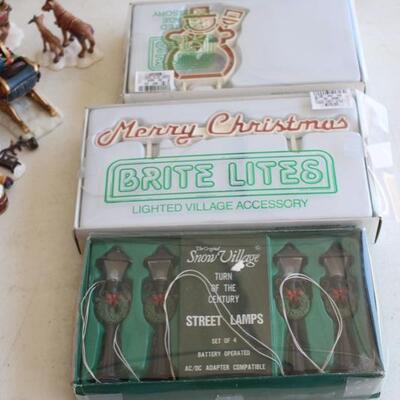 Merry Christmas
BRITE LITES
LIGHTED VILLAGE ACCESSORY
The Original
Snow Village
TURN
OF THE
CENTURY
STREET LAMPS
SET OF 4
BATTERY OPERATED
AC/DC ADAPTER COMPATIBLE